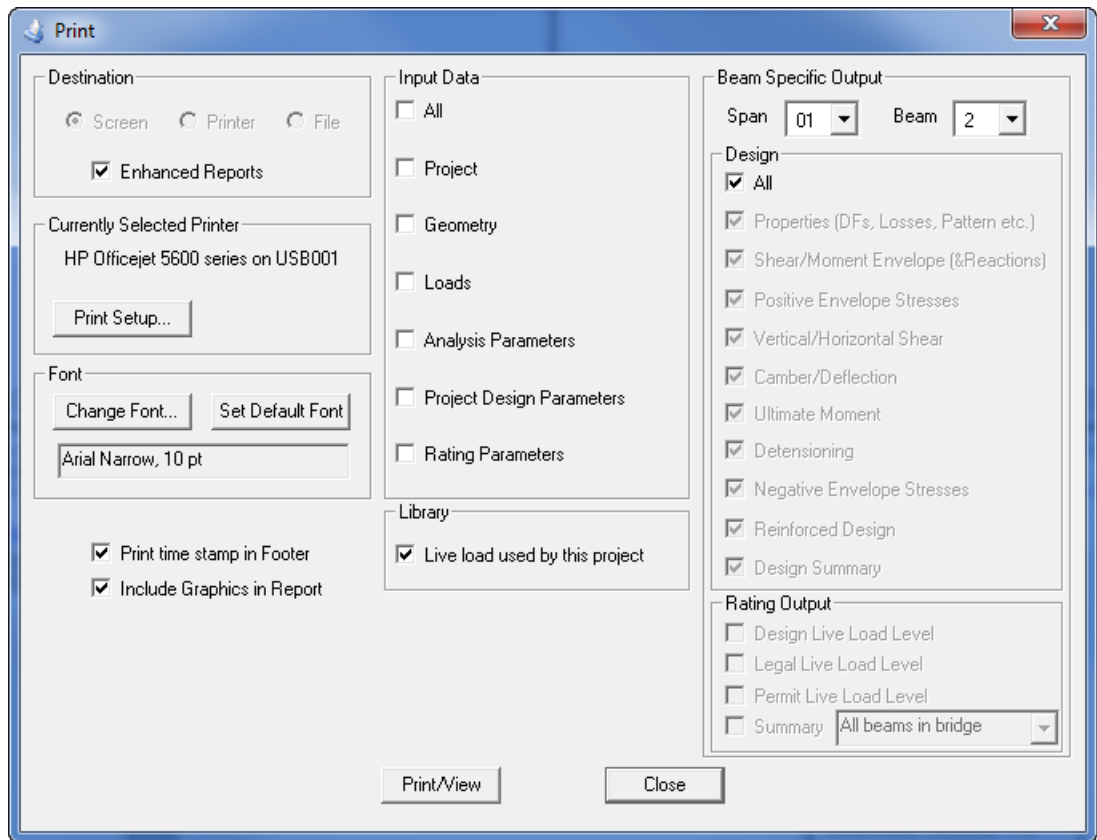 Print
Destination
Screen Printer File
Enhanced Reports
Currently Selected Printer
HP Officejet 5600 series on USB001
Print Setup...
Font
Change Font... Set Default Font
Arial Narrow, 10 pt
Print time stamp in Footer
Include Graphics in Report
Input Data
All
Project
Geometry
Loads
Analysis Parameters
Project Design Parameters
Rating Parameters
Library
Live load used by this project
Beam Specific Output
Span 01 Beam 2
Design
All
Properties (DFs, Losses, Pattern etc.)
Shear/Moment Envelope (&Reactions)
Positive Envelope Stresses
Vertical/Horizontal Shear
Camber/Deflection
Ultimate Moment
Detensioning
Negative Envelope Stresses
Reinforced Design
Design Summary
Rating Output
Design Live Load Level
Legal Live Load Level
Permit Live Load Level
Summary All beams in bridge
Print/View Close